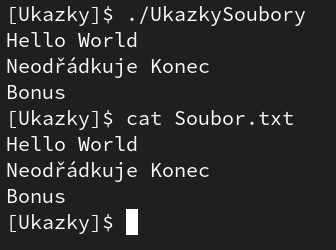 [Ukazky]$ ./UkazkySoubory
Hello World
Neodřádkuje Konec
Bonus
[Ukazky]$ cat Soubor.txt
Hello World
Neodřádkuje Konec
Bonus
[Ukazky]$